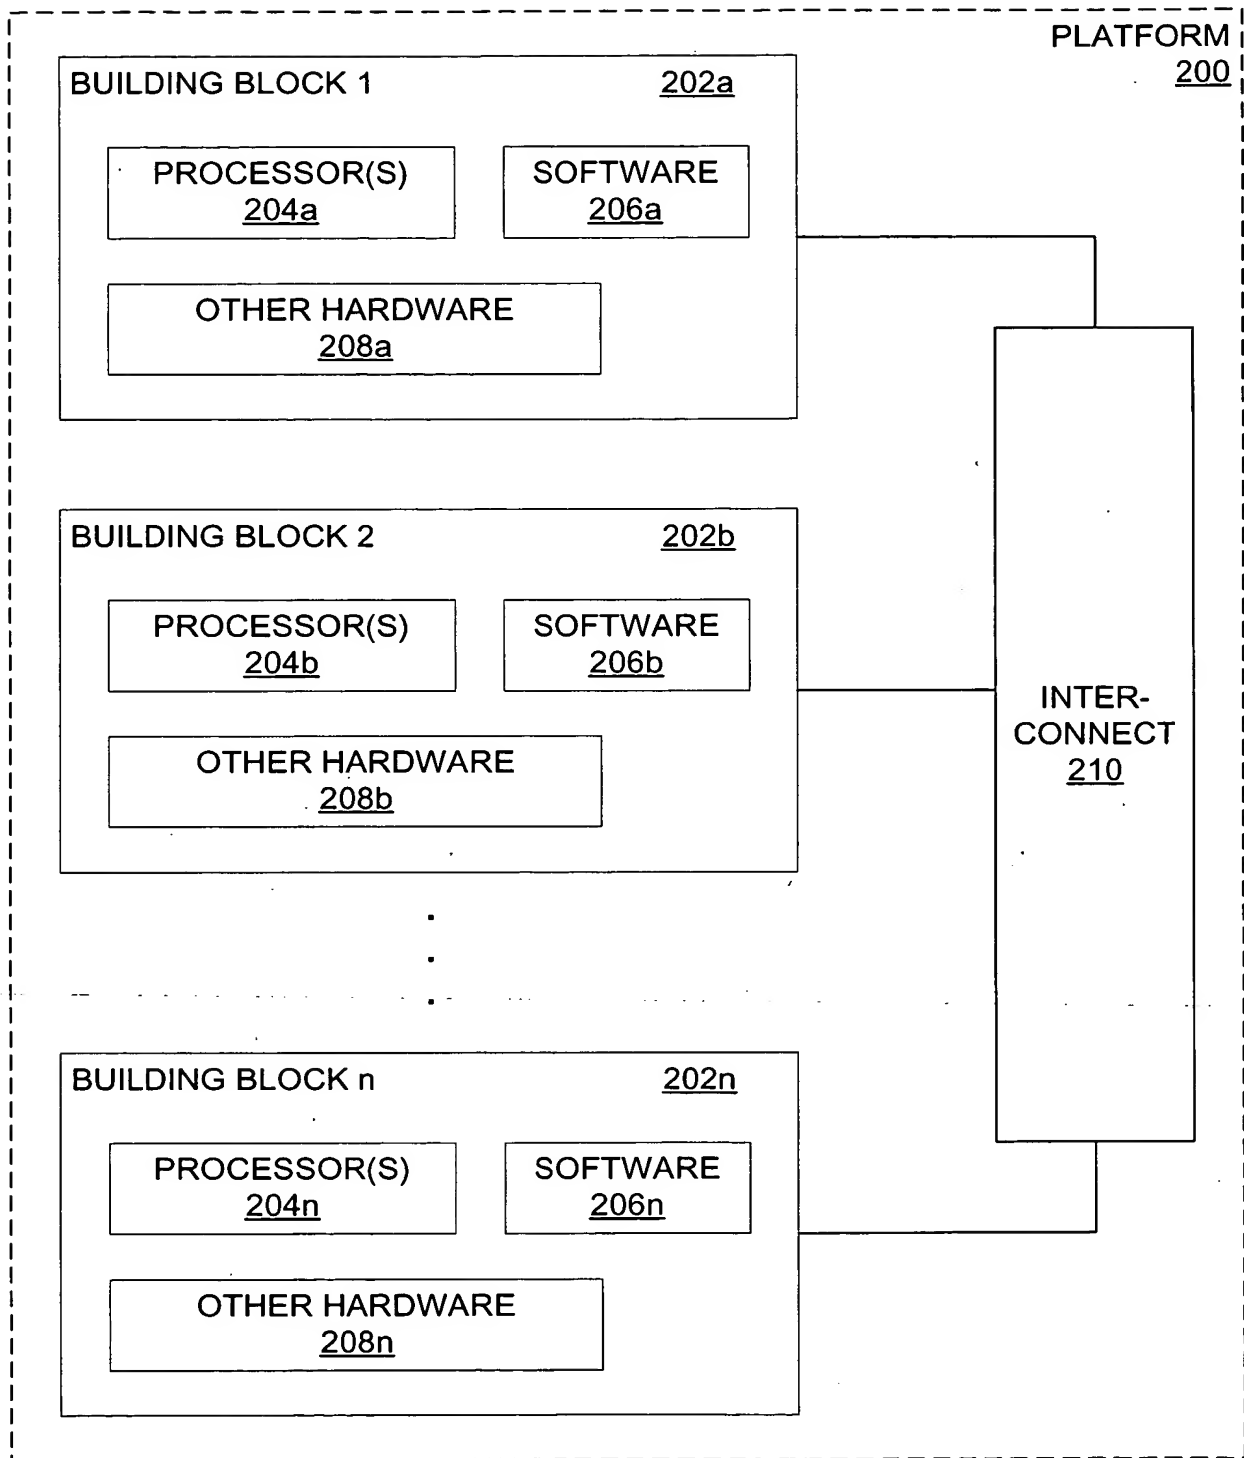 PLATFORM
200
BUILDING BLOCK 1 202a
PROCESSOR(S)
204a
SOFTWARE
206a
OTHER HARDWARE
208a
BUILDING BLOCK 2 202b
PROCESSOR(S)
204b
SOFTWARE
206b
OTHER HARDWARE
208b
INTER-
CONNECT
210
BUILDING BLOCK n 202n
PROCESSOR(S)
204n
SOFTWARE
206n
OTHER HARDWARE
208n